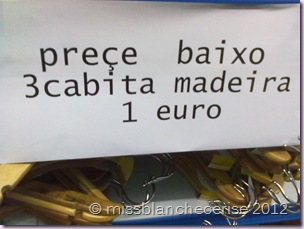 preçe baixo
3cabita madeira
1 euro
© missblanchecerise 2012